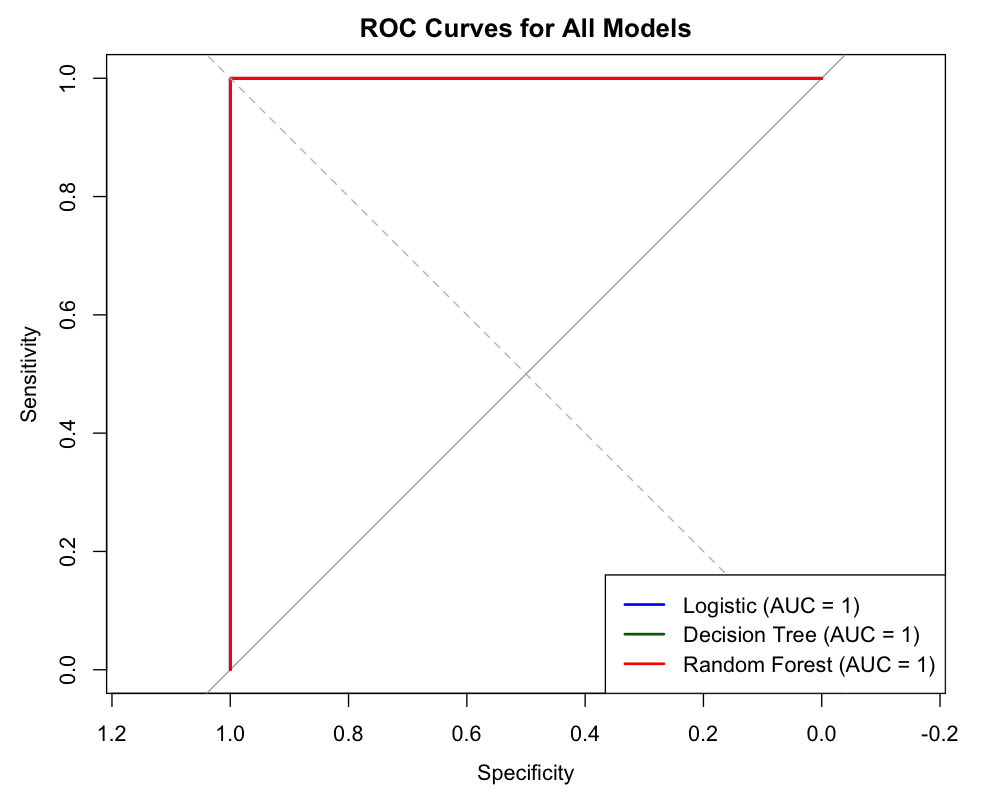 ROC Curves for All Models
Sensitivity
1.0
0.8
0.6
0.4
0.2
0.0
Logistic (AUC = 1)
Decision Tree (AUC = 1)
Random Forest (AUC = 1)
1.2 1.0 0.8 0.6 0.4 0.2 0.0 -0.2
Specificity